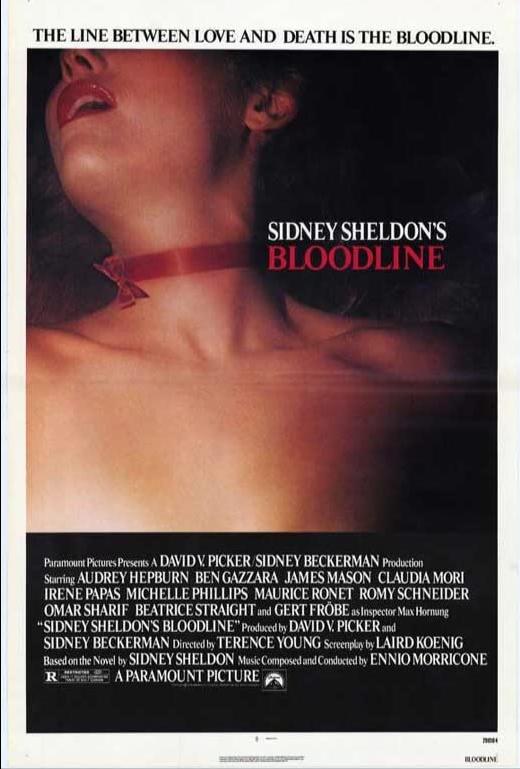 THE LINE BETWEEN LOVE AND DEATH IS THE BLOODLINE.
SIDNEY SHELDON'S
BLOODLINE
Paramount Pictures Presents A DAVID V. PICKER/SIDNEY BECKERMAN Production
Starring AUDREY HEPBURN BEN GAZZARA JAMES MASON CLAUDIA MORI
IRENE PAPAS MICHELLE PHILLIPS MAURICE RONET ROMY SCHNEIDER
OMAR SHARIF BEATRICE STRAIGHT and GERT FRÖBE as Inspector Max Hornung
"SIDNEY SHELDON'S BLOODLINE" Produced by DAVID V. PICKER and
SIDNEY BECKERMAN Directed by TERENCE YOUNG Screenplay by LAIRD KOENIG
Based on the Novel by SIDNEY SHELDON Music Composed and Conducted by ENNIO MORRICONE
R RESTRICTED A PARAMOUNT PICTURE
BLOODLINE